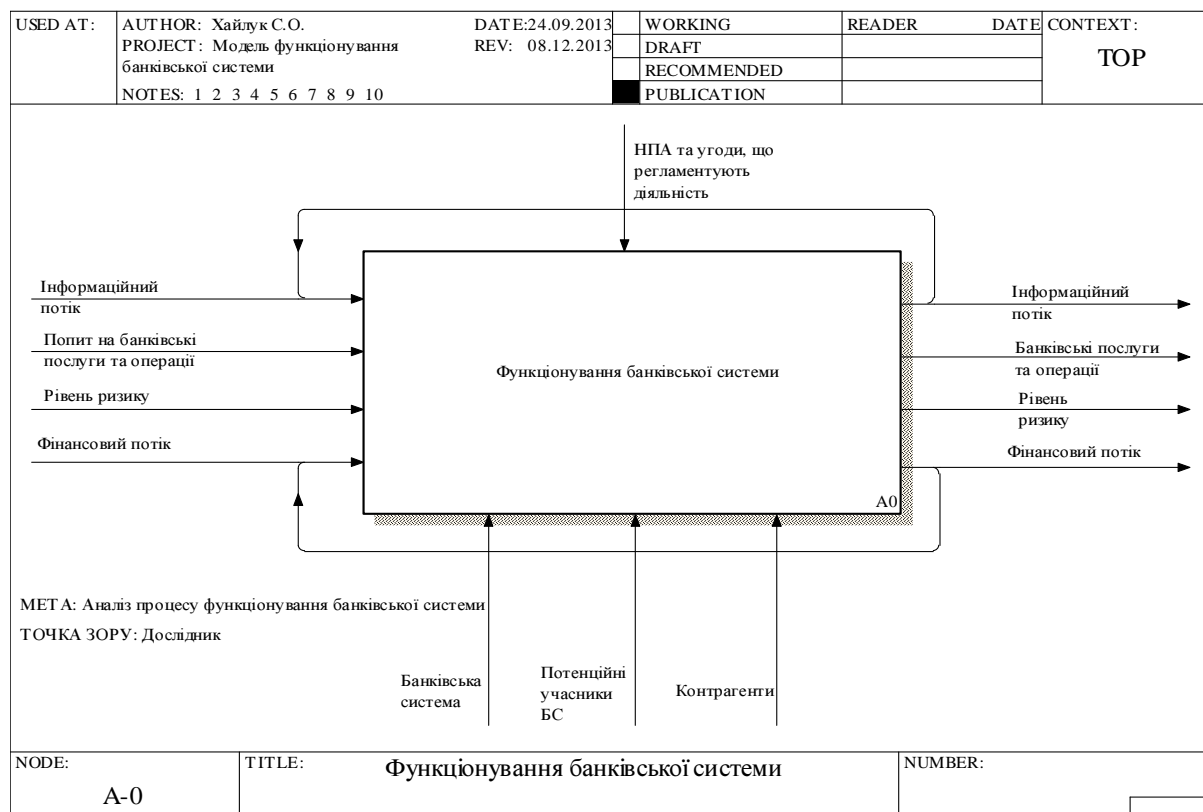 USED AT:
AUTHOR: Хайлук С.О.
DATE:24.09.2013
PROJECT: Модель функціонування
REV: 08.12.2013
банківської системи
NOTES: 1 2 3 4 5 6 7 8 9 10
WORKING
DRAFT
RECOMMENDED
PUBLICATION
READER
DATE
CONTEXT:
TOP
НПА та угоди, що
регламентують
діяльність
Інформаційний
потік
Попит на банківські
послуги та операції
Рівень ризику
Фінансовий потік
Функціонування банківської системи
A0
Інформаційний
потік
Банківські послуги
та операції
Рівень
ризику
Фінансовий потік
МЕТА: Аналіз процесу функціонування банківської системи
ТОЧКА ЗОРУ: Дослідник
Банківська
система
Потенційні
учасники
БС
Контрагенти
NODE:
A-0
TITLE:
Функціонування банківської системи
NUMBER: